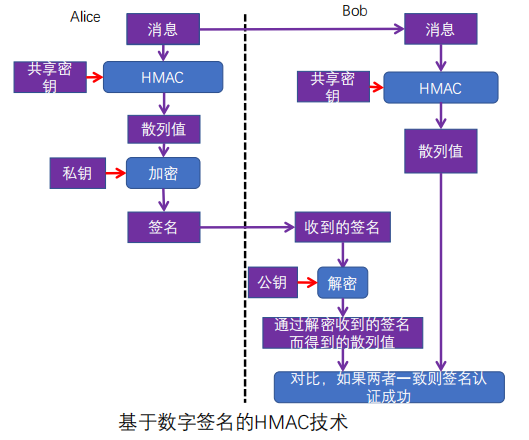 Alice
Bob
消息
消息
共享密
钥
HMAC
共享密
钥
HMAC
散列值
散列值
私钥
加密
签名
收到的签名
公钥
解密
通过解密收到的签名
而得到的散列值
对比，如果两者一致则签名认
证成功
基于数字签名的HMAC技术